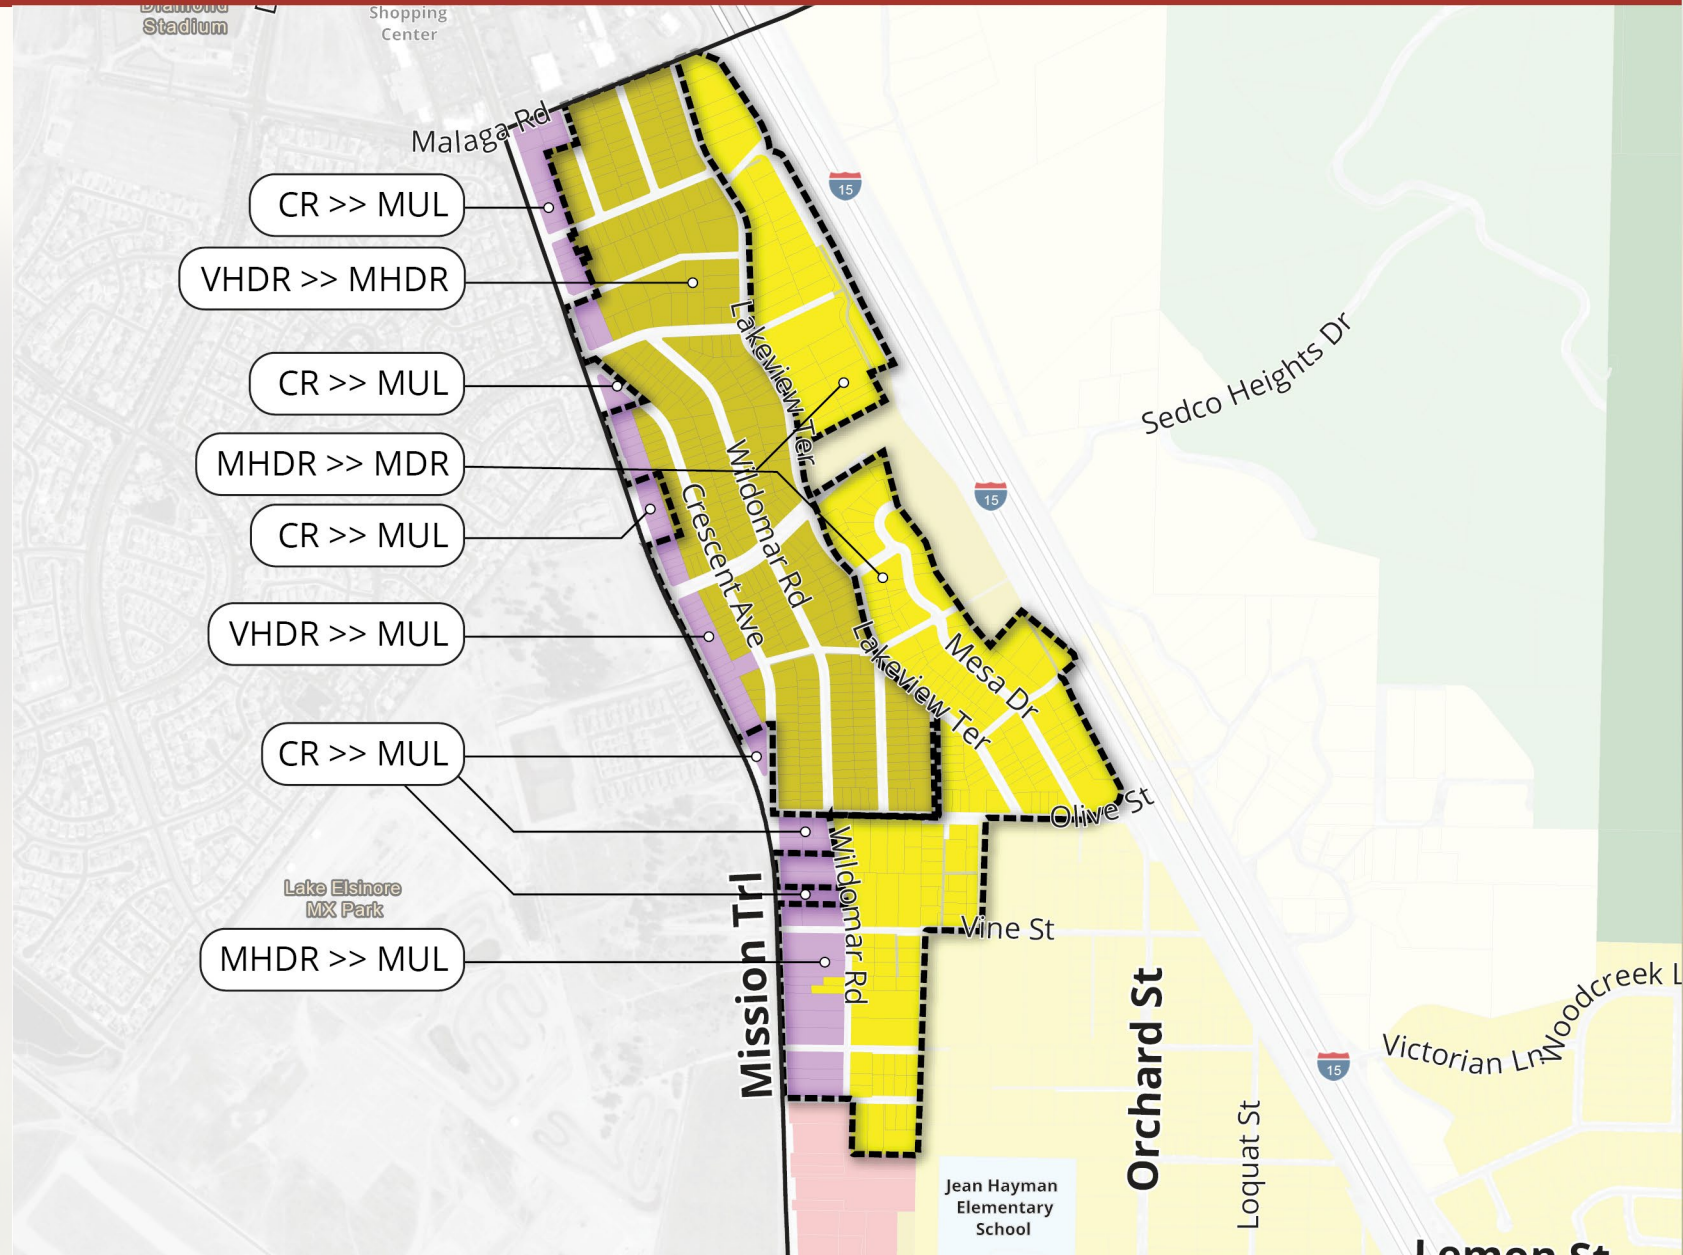 Diamond
Stadium
Shopping
Center
Malaga Rd
15
CR >> MUL
VHDR >> MHDR
Lakeview Ter
Sedco Heights Dr
CR >> MUL
MHDR >> MDR
Wildomar Rd
Crescent Ave
15
CR >> MUL
VHDR >> MUL
Lakeview Ter
Mesa Dr
CR >> MUL
Olive St
Wildomar Rd
Mission Trl
Lake Elsinore
MX Park
Vine St
MHDR >> MUL
Orchard St
Woodcreek L
Victorian Ln
15
Loquat St
Jean Hayman
Elementary
School
Lemon St